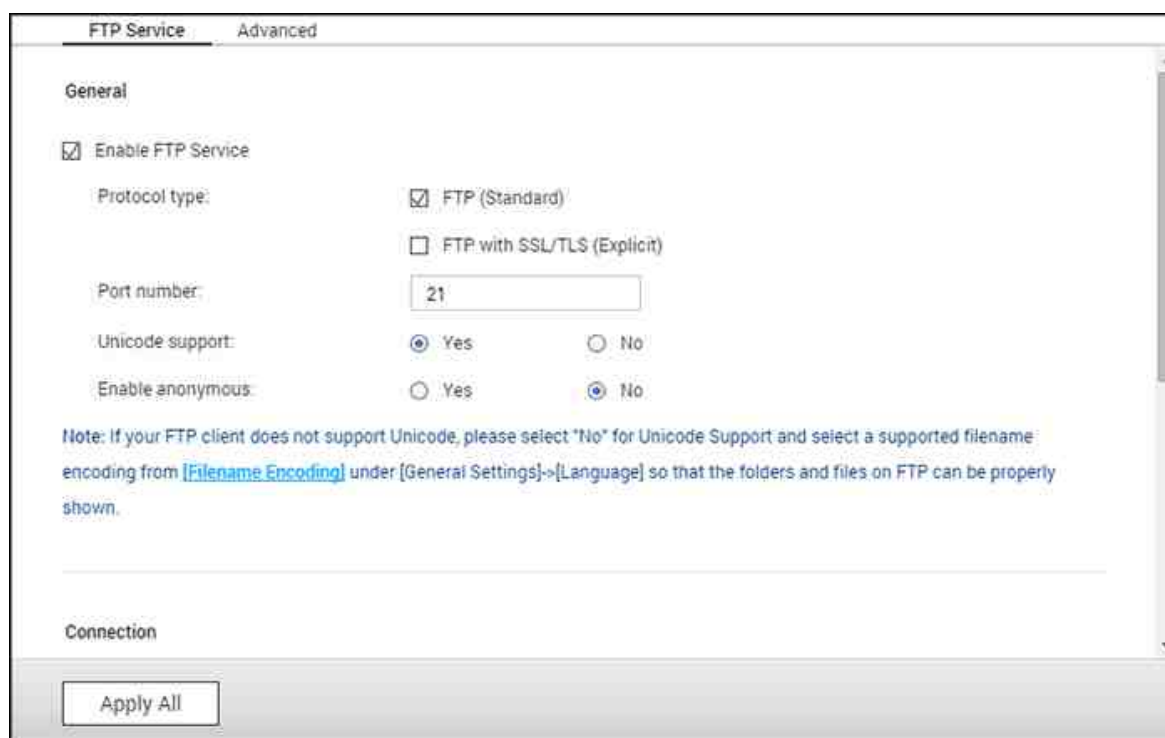 FTP Service Advanced
General
Enable FTP Service
Protocol type: FTP (Standard)
FTP with SSL/TLS (Explicit)
Port number: 21
Unicode support: Yes No
Enable anonymous: Yes No
Note: If your FTP client does not support Unicode, please select "No" for Unicode Support and select a supported filename
encoding from [Filename Encoding] under [General Settings]->[Language] so that the folders and files on FTP can be properly
shown.
Connection
Apply All